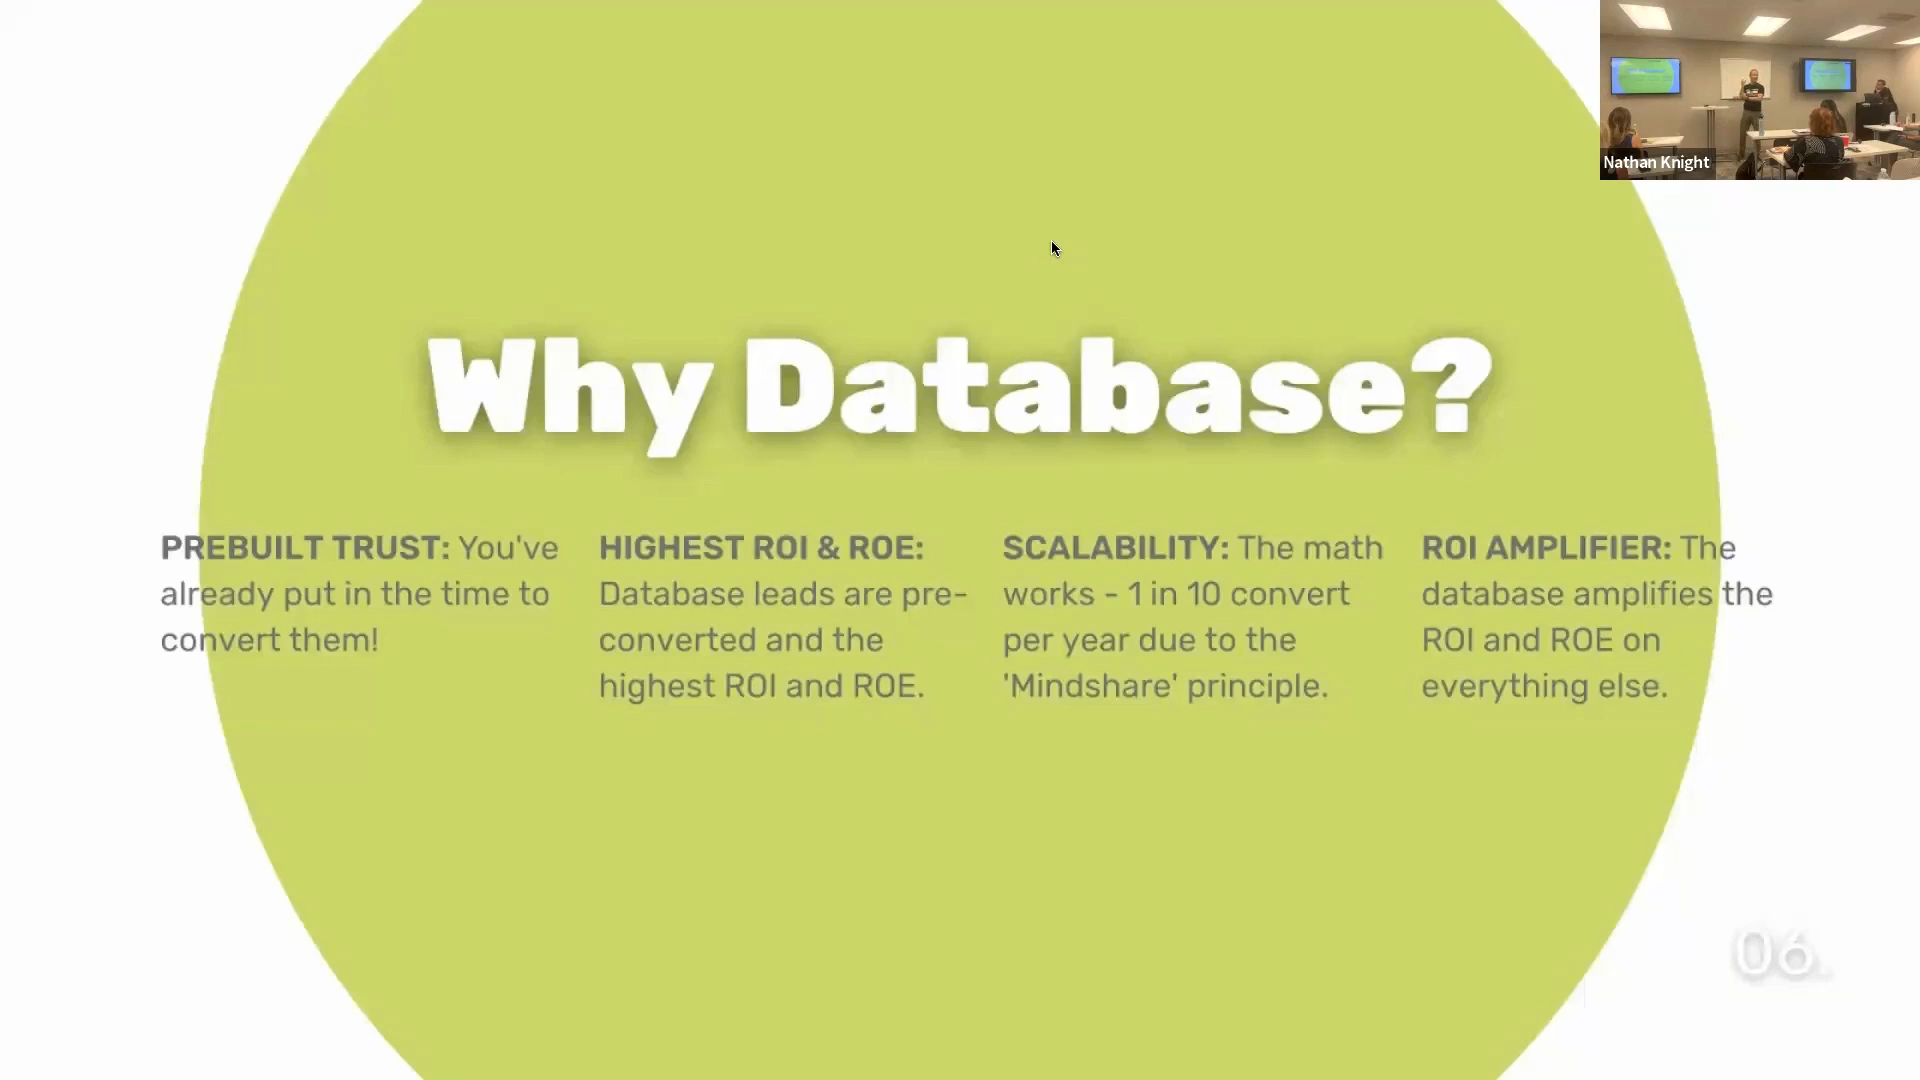 Nathan Knight
Why Database?
PREBUILT TRUST: You've
already put in the time to
convert them!
HIGHEST ROI & ROE:
Database leads are pre-
converted and the
highest ROI and ROE.
SCALABILITY: The math
works - 1 in 10 convert
per year due to the
'Mindshare' principle.
ROI AMPLIFIER: The
database amplifies the
ROI and ROE on
everything else.
06.